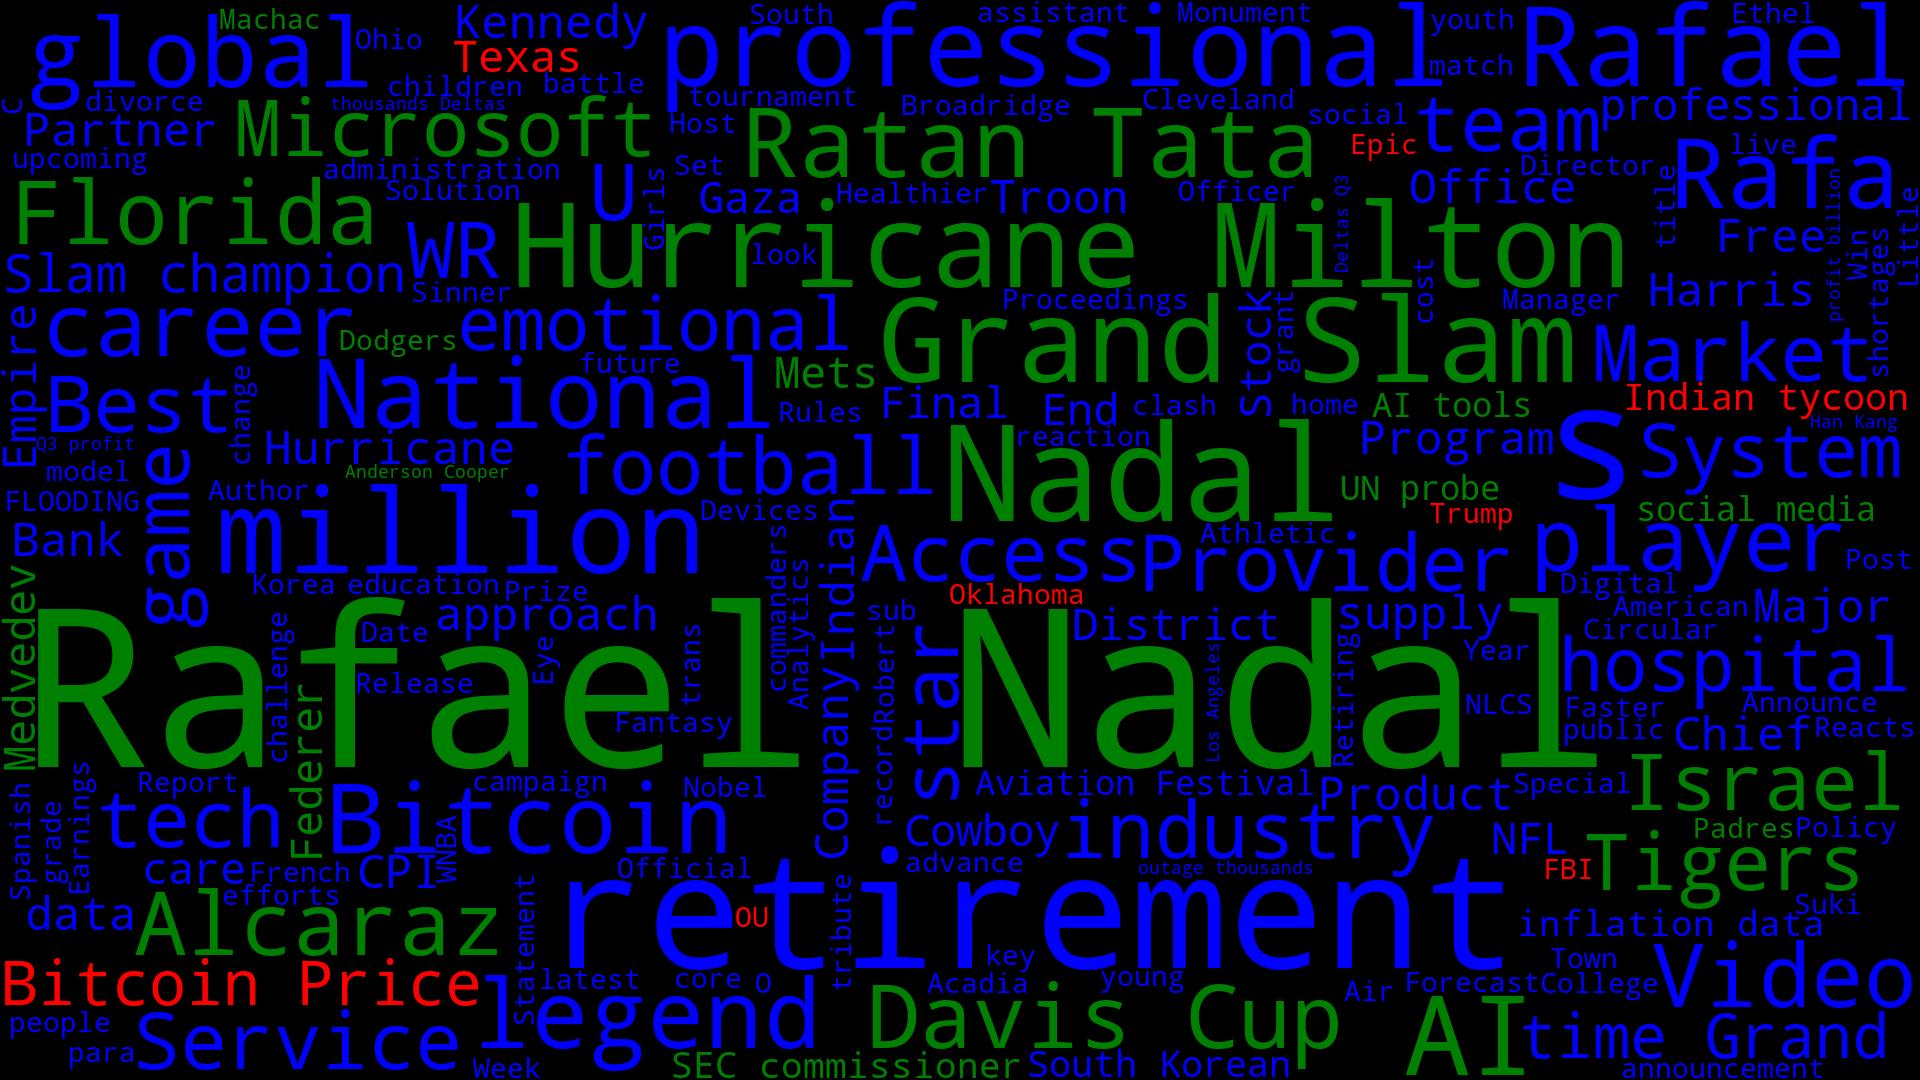 Machac
Kennedy
South
assistant
Monument
youth
Rafael
Ethel
global
Ohio
Texas
professional
match
children
battle
C
divorce
thousands Deltas
tournament
Broadridge
Cleveland
social
team
professional
Partner
Microsoft
Host
Ratan Tata
Epic
live
upcoming
administration
Set
Director
Rafa
Florida
Solution
U
Girls
Gaza
Healthier
Troon
Officer
Deltas Q3
Office
title
profit billion
Little
WR
Hurricane Milton
Free
Win
shortages
look
Slam champion
Sinner
Proceedings
cost
Manager
Harris
Empire
career
Dodgers
emotional
Grand Slam
Stock
grant
Market
future
Best
change
National
Mets
Indian tycoon
Rules
Final
End
clash
home
AI tools
s
Han Kang
Q3 profit
Hurricane
football
Nadal
reaction
Program
System
model
Anderson Cooper
game
FLOODING
Author
million
Devices
UN probe
Trump
social media
Bank
commanders
Indian
Access
Provider
Athletic
player
Post
Medvedev
Korea
education
Prize
Analytics
Oklahoma
Digital
American
Major
Rafael Nadal
challenge
Date
approach
Eye
trans
sub
District
supply
Circular
Federer
Release
Company
record
Robert
star
Los Angeles
Retiring
Year
hospital
Fantasy
NLCS
Faster
Announce
public
Chief
Reacts
Spanish
grade
Earnings
Report
campaign
Nobel
Aviation Festival
Product
Special
Israel
tech
Bitcoin
WNBA
Cowboy
industry
NFL
Padres
Policy
care
French
CPI
Official
advance
outage thousands
FBI
Tigers
data
Alcaraz
efforts
Statement
retirement
OU
tribute
Suki
inflation data
key
Town
Bitcoin Price
latest
core
O
Acadia
young
Air
Forecast
College
Video
people
para
Service
legend
Davis Cup
AI
time Grand
Week
SEC commissioner
South Korean
announcement